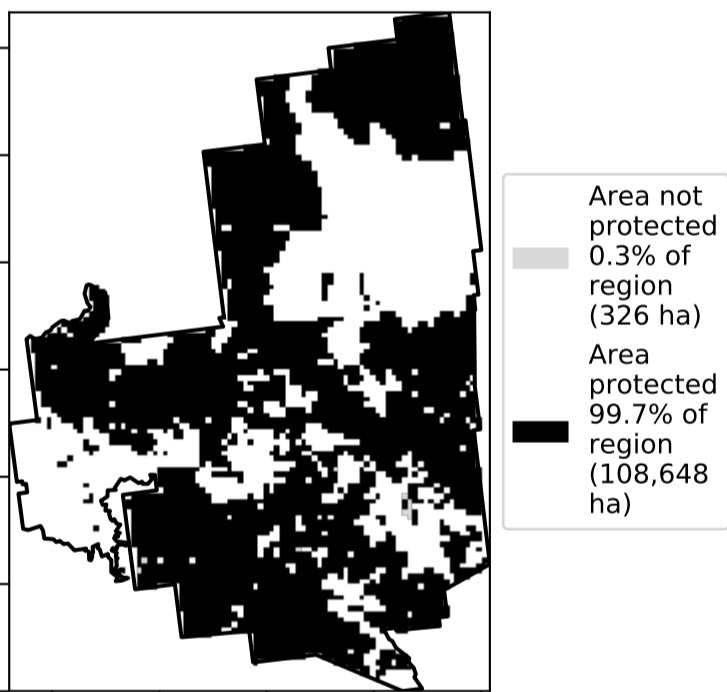 Area not
protected
0.3% of
region
(326 ha)
Area
protected
99.7% of
region
(108,648
ha)